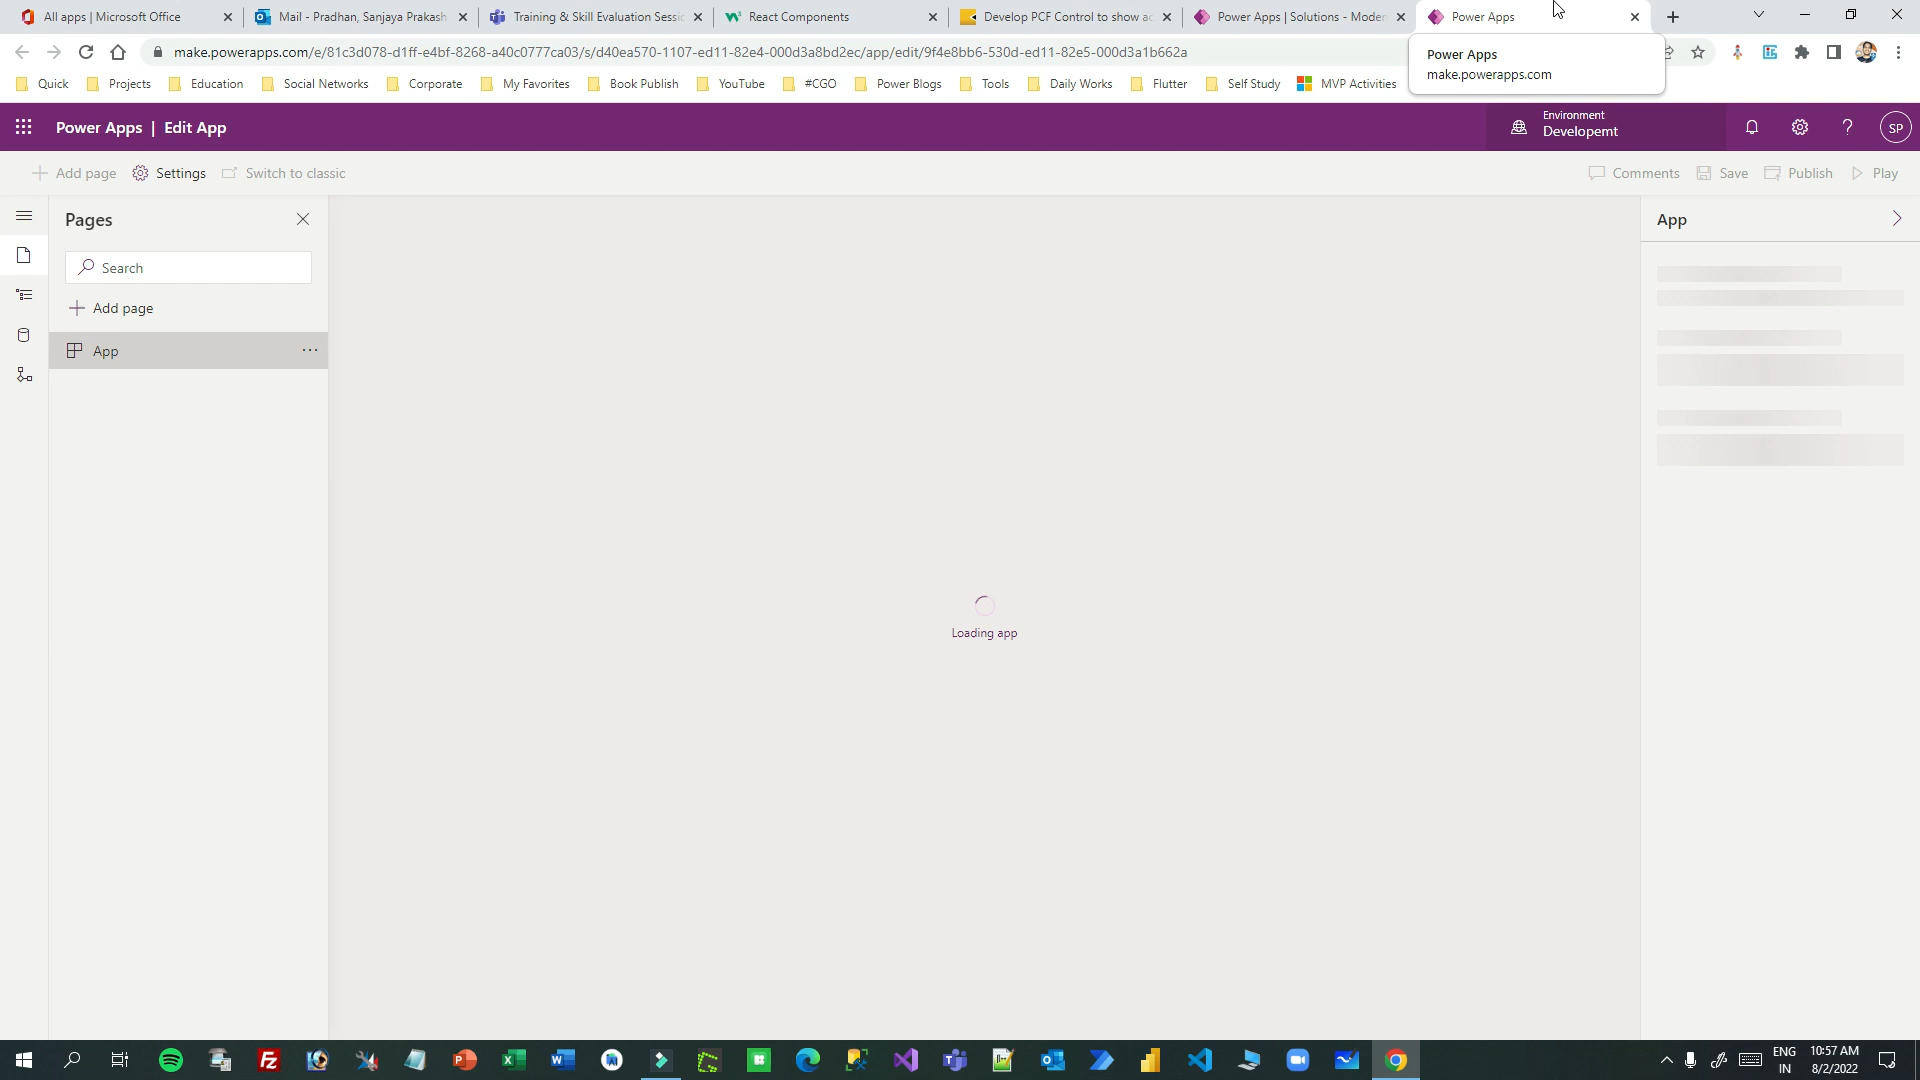 All apps | Microsoft Office
Mail - Pradhan, Sanjaya Prakash
Training & Skill Evaluation Sessic
React Components
Develop PCF Control to show ac
Power Apps | Solutions - Moder
Power Apps
make.powerapps.com/e/81c3d078-d1ff-e4bf-8268-a40c0777ca03/s/d40ea570-1107-ed11-82e4-000d3a8bd2ec/app/edit/9f4e8bb6-530d-ed11-82e5-000d3a1b662a
Power Apps
make.powerapps.com
Quick
Projects
Education
Social Networks
Corporate
My Favorites
Book Publish
YouTube
#CGO
Power Blogs
Tools
Daily Works
Flutter
Self Study
MVP Activities
Power Apps | Edit App
Environment
Developemt
SP
Add page
Settings
Switch to classic
Comments
Save
Publish
Play
Pages
App
Search
Add page
App
Loading app
ENG
IN
10:57 AM
8/2/2022